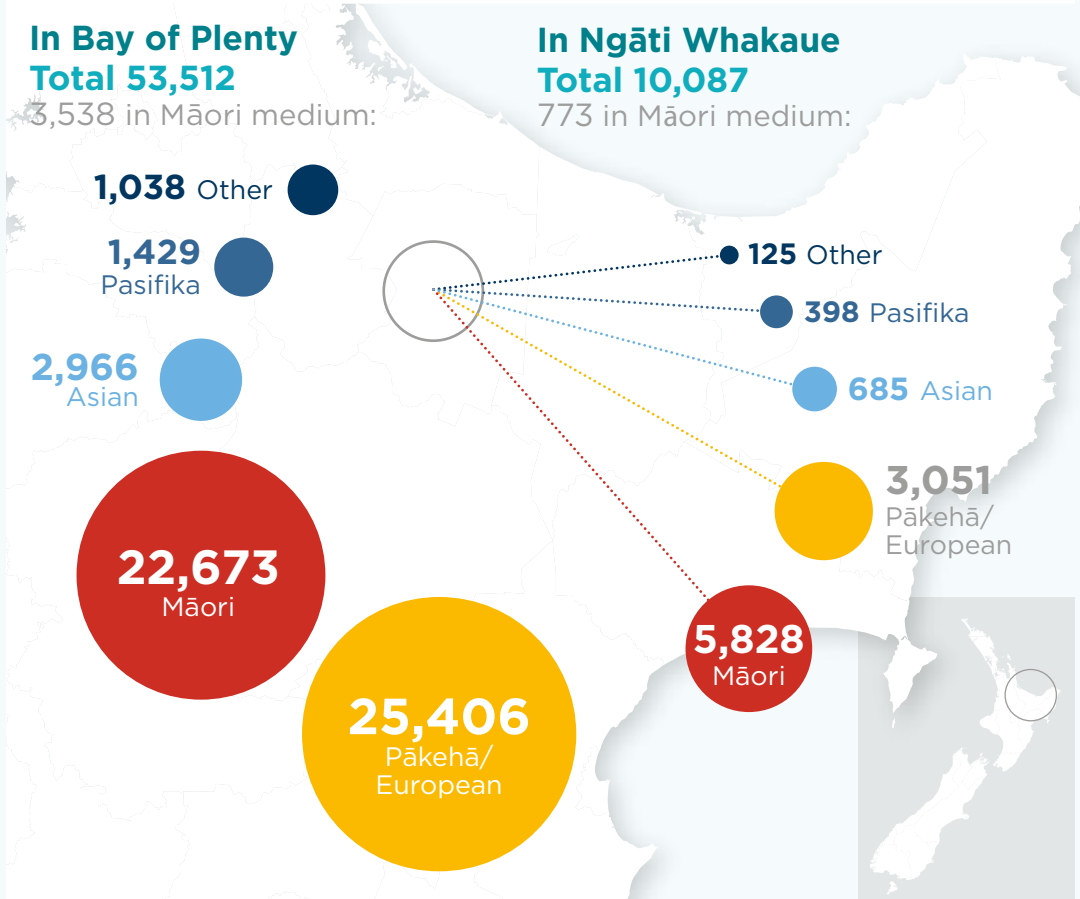 In Bay of Plenty
Total 53,512
3,538 in Māori medium:
1,038 Other
1,429
Pasifika
2,966
Asian
22,673
Māori
25,406
Pākehā/
European
In Ngāti Whakaue
Total 10,087
773 in Māori medium:
125 Other
398 Pasifika
685 Asian
3,051
Pākehā/
European
5,828
Māori